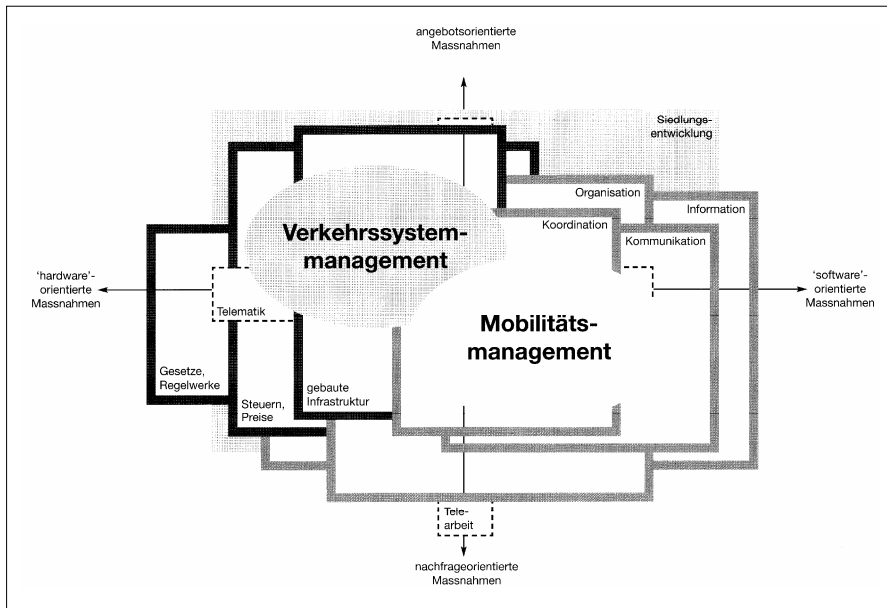 angebotsorientierte
Massnahmen
Siedlungs-
entwicklung
Organisation
Information
Koordination
Kommunikation
Verkehrssystem-
management
'hardware'-
orientierte
Massnahmen
'software'-
orientierte
Massnahmen
Telematik
Mobilitäts-
management
Gesetze,
Regelwerke
Steuern,
Preise
gebaute
Infrastruktur
Tele-
arbeit
nachfrageorientierte
Massnahmen